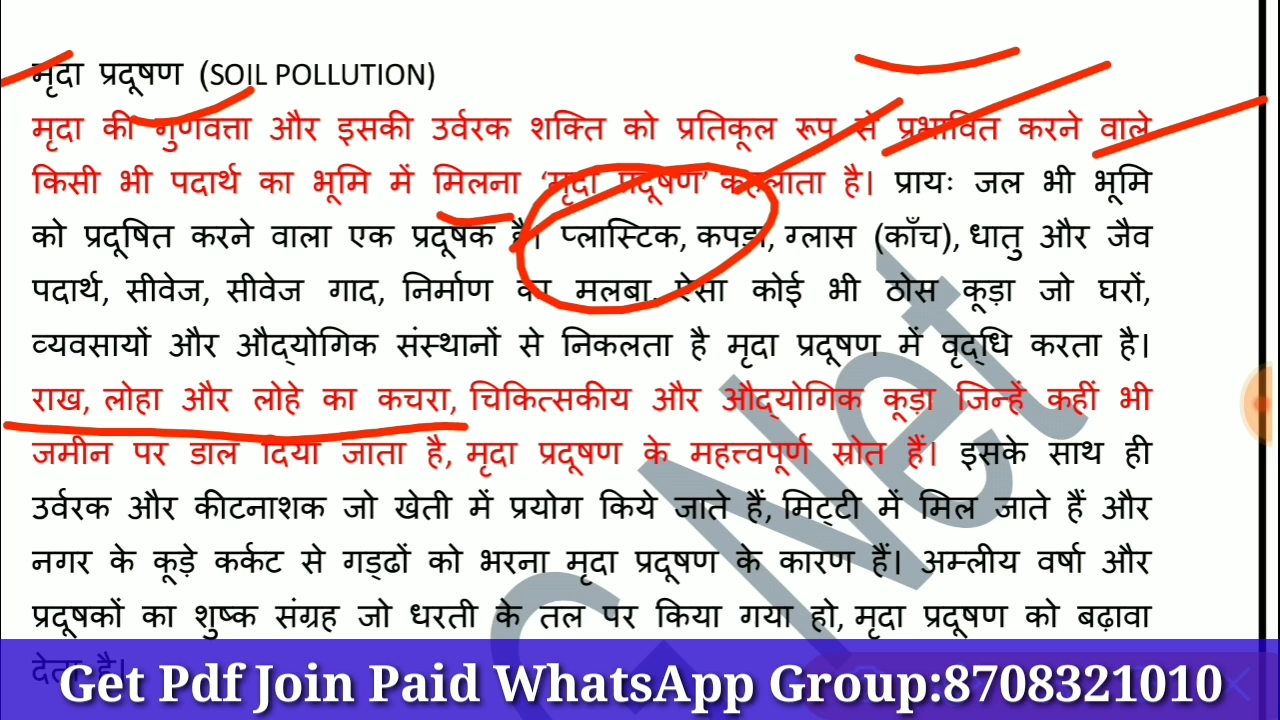 मृदा प्रदूषण (SOIL POLLUTION)
मृदा की गुणवत्ता और इसकी उर्वरक शक्ति को प्रतिकूल रूप से प्रभावित करने वाले
किसी भी पदार्थ का भूमि में मिलना ‘मृदा प्रदूषण’ कहलाता है। प्रायः जल भी भूमि
को प्रदूषित करने वाला एक प्रदूषक है। प्लास्टिक, कपड़ा, ग्लास (काँच), धातु और जैव
पदार्थ, सीवेज, सीवेज गाद, निर्माण का मलबा, ऐसा कोई भी ठोस कूड़ा जो घरों,
व्यवसायों और औद्योगिक संस्थानों से निकलता है मृदा प्रदूषण में वृद्धि करता है।
राख, लोहा और लोहे का कचरा, चिकित्सकीय और औद्योगिक कूड़ा जिन्हें कहीं भी
जमीन पर डाल दिया जाता है, मृदा प्रदूषण के महत्त्वपूर्ण स्रोत हैं। इसके साथ ही
उर्वरक और कीटनाशक जो खेती में प्रयोग किये जाते हैं, मिट्टी में मिल जाते हैं और
नगर के कूड़े कर्कट से गड्ढों को भरना मृदा प्रदूषण के कारण हैं। अम्लीय वर्षा और
प्रदूषकों का शुष्क संग्रह जो धरती के तल पर किया गया हो, मृदा प्रदूषण को बढ़ावा
देता है।
Get Pdf Join Paid WhatsApp Group:8708321010
G Net